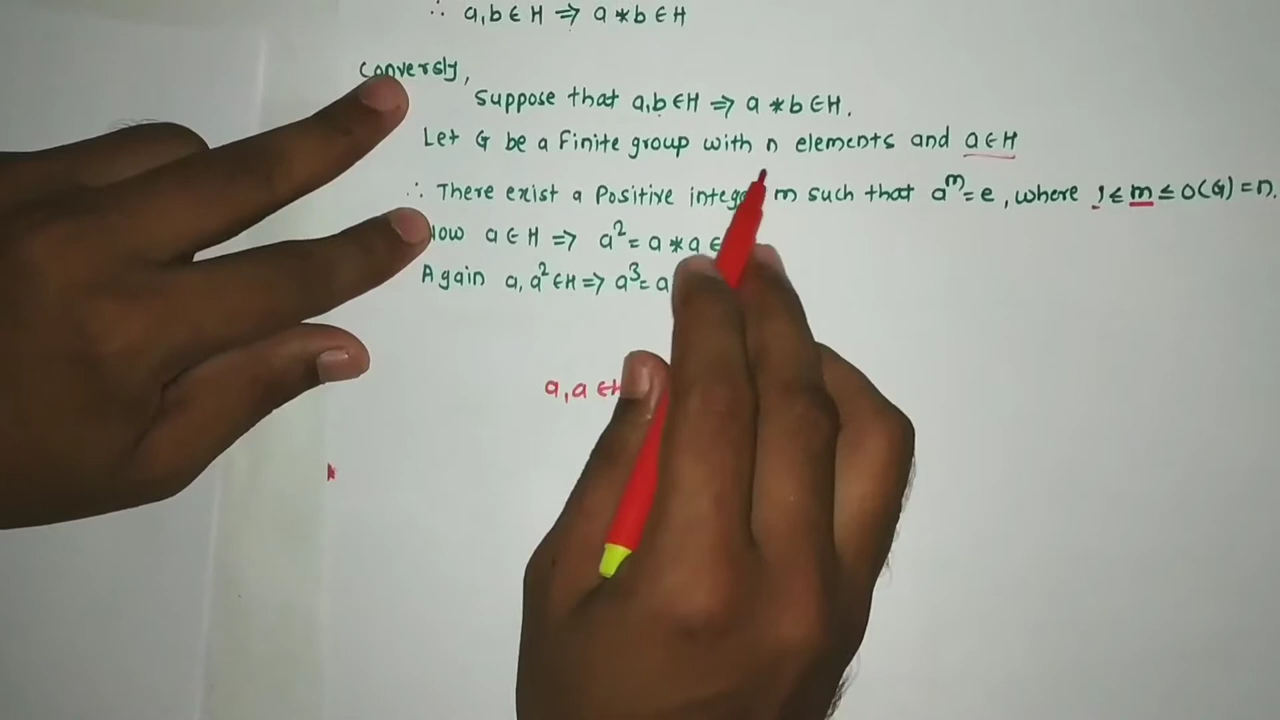 ∴ a,b ∈ H ⇒ a * b ∈ H
Conversly,
Suppose that a,b ∈ H ⇒ a * b ∈ H.
Let G be a Finite group with n elements and a ∈ H
∴ There exist a Positive integ m such that a^m = e, where 1 ≤ m ≤ O(G) = n.
Now a ∈ H ⇒ a² = a * a ∈
Again a, a² ∈ H ⇒ a³ = a
a, a ∈ H